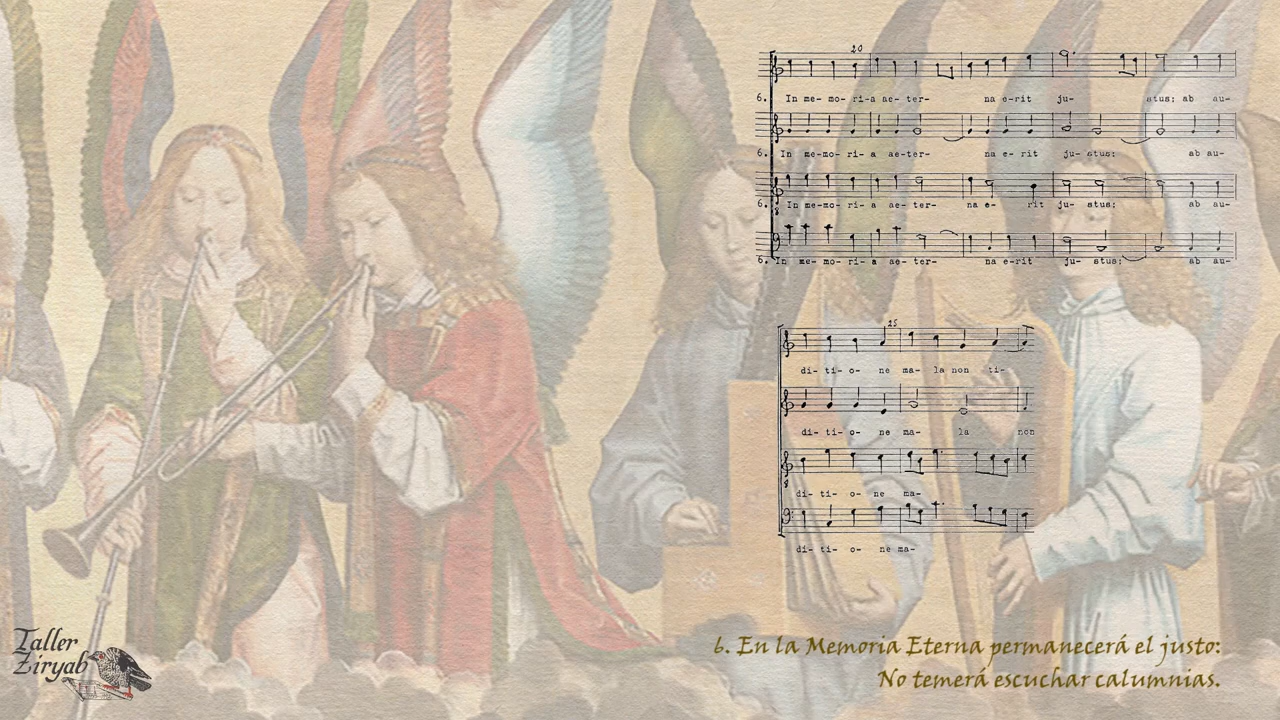 20
6. In me- mo- ri-a ae- ter- na e-rit ju- stus; ab au-
6. In me-mo- ri- a ae-ter- na e- rit ju- stus: ab au-
6. In me-mo- ri- a ae- ter- na e- rit ju- stus; ab au-
6. In me- mo- ri-a ae- ter- na e-rit ju- stus: ab au-
25
di- ti- o- ne ma- la non ti-
di- ti- o- ne ma- la non
di- ti- o- ne ma-
di- ti- o- ne ma-
Taller
Ziryab
6. En la Memoria Eterna permanecerá el justo:
No temerá escuchar calumnias.